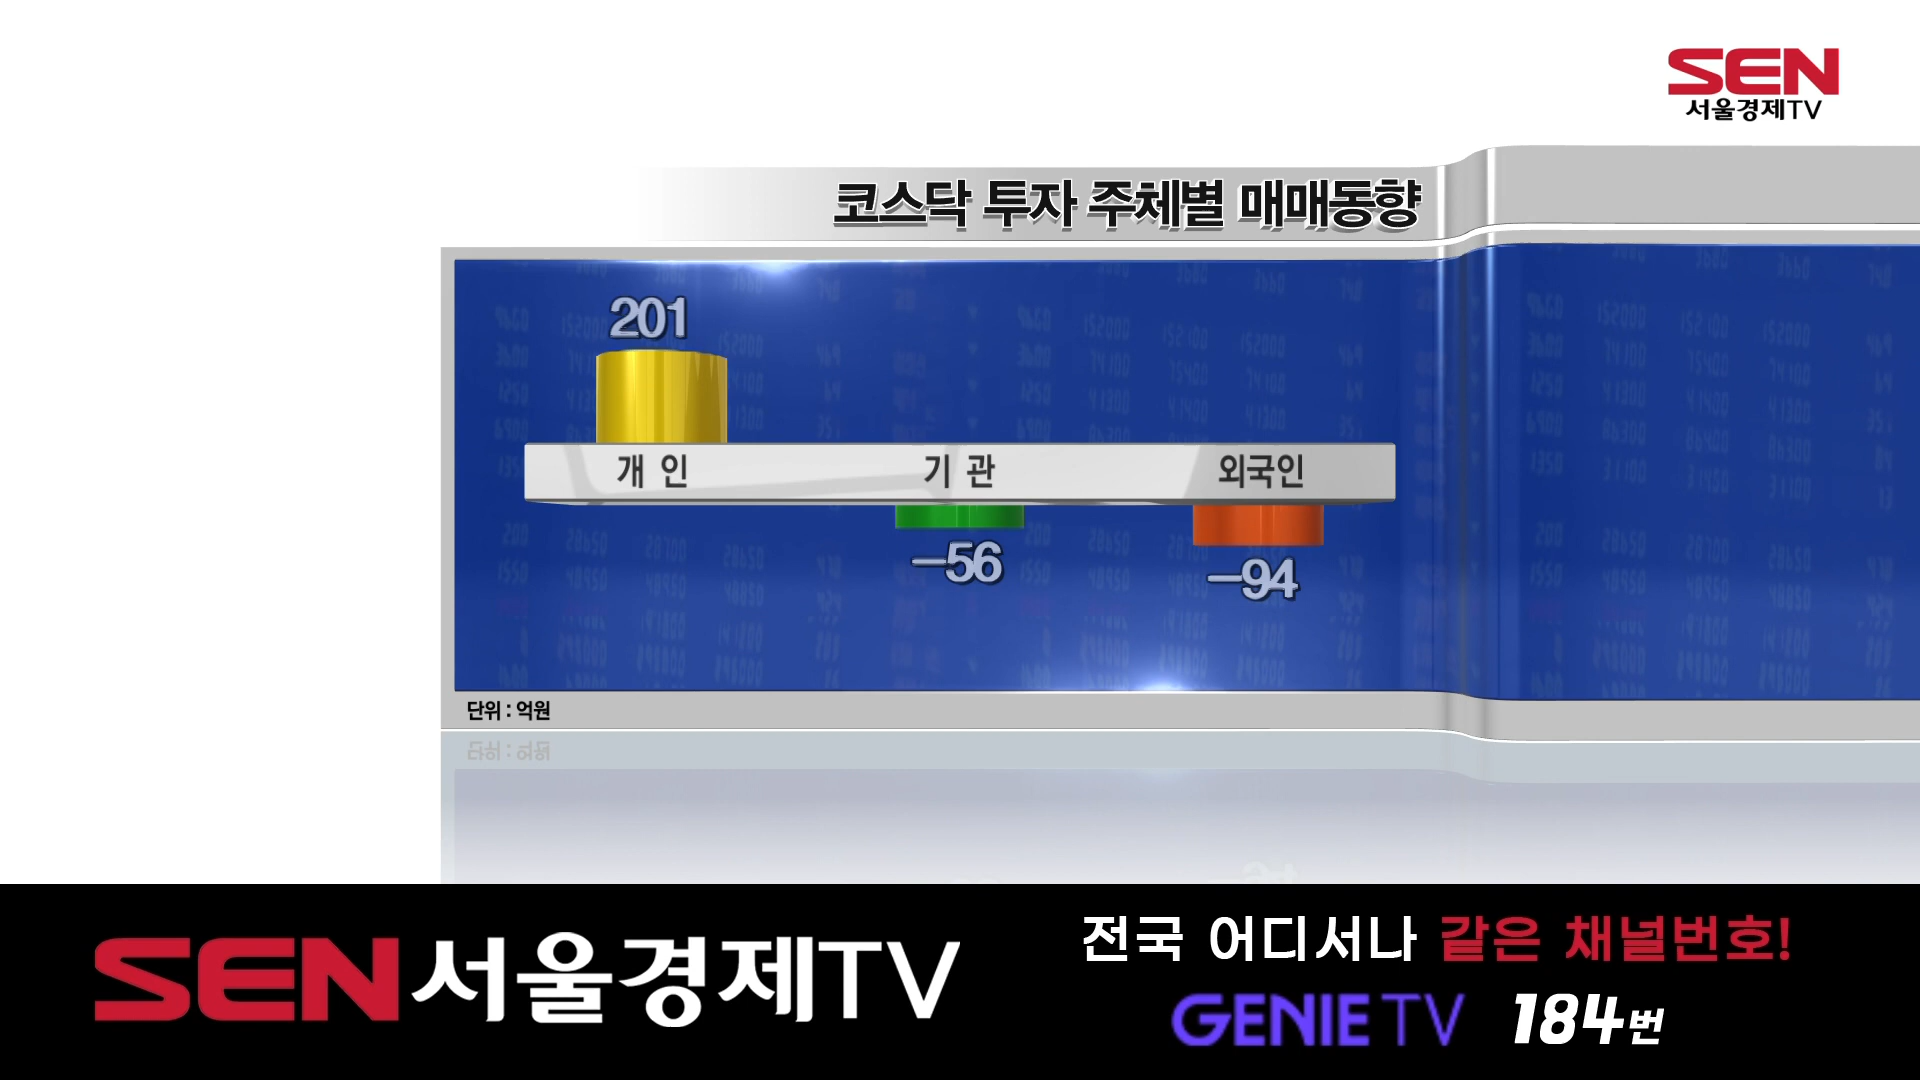 SEN
서울경제TV
코스닥 투자 주체별 매매동향
201
개인 기관 외국인
-56
-94
단위 : 억원
SEN서울경제TV
전국 어디서나 같은 채널번호!
GENIE TV 184번